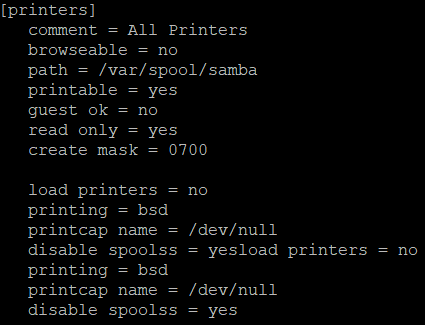 [printers]
comment = All Printers
browseable = no
path = /var/spool/samba
printable = yes
guest ok = no
read only = yes
create mask = 0700
load printers = no
printing = bsd
printcap name = /dev/null
disable spoolss = yesload printers = no
printing = bsd
printcap name = /dev/null
disable spoolss = yes